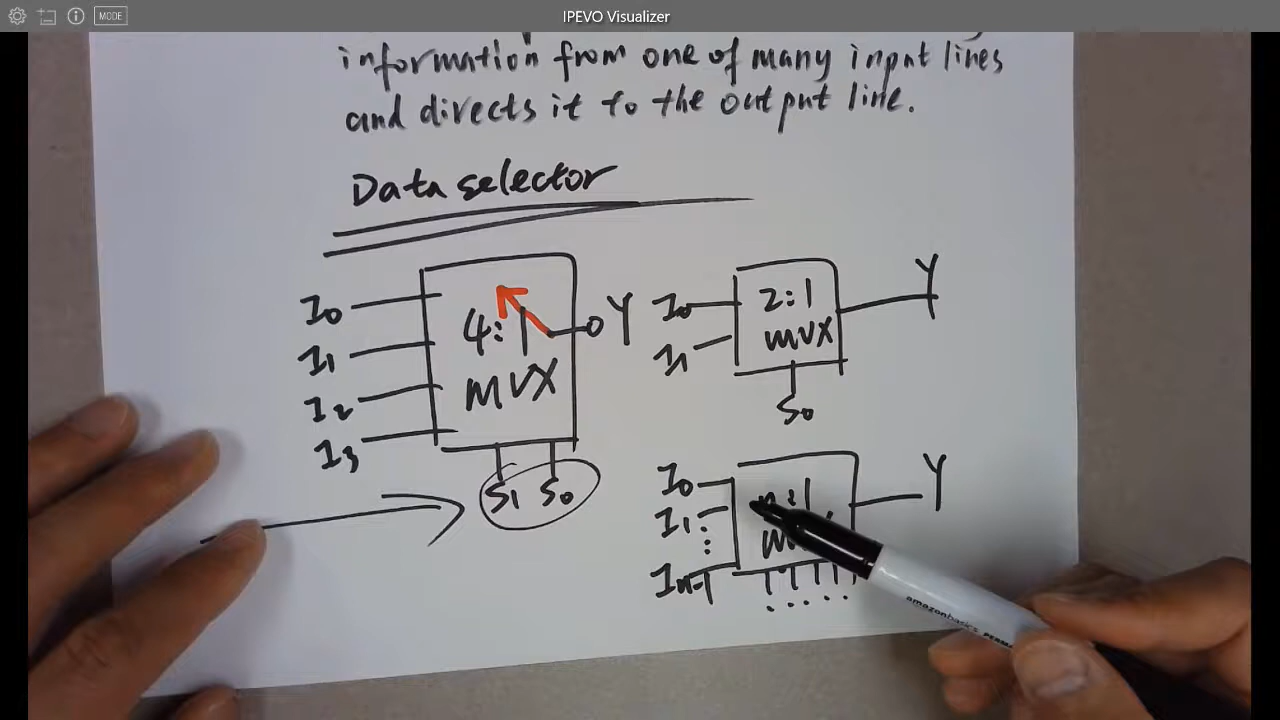 IPEVO Visualizer
MODE
information from one of many input lines
and directs it to the output line.
Data selector
I0
I1
I2
I3
4:1
MUX
Y
S1 S0
I0
I1
2:1
MUX
Y
S0
I0
I1
⋮
In-1
n:1
Y
.....
amazonbasics